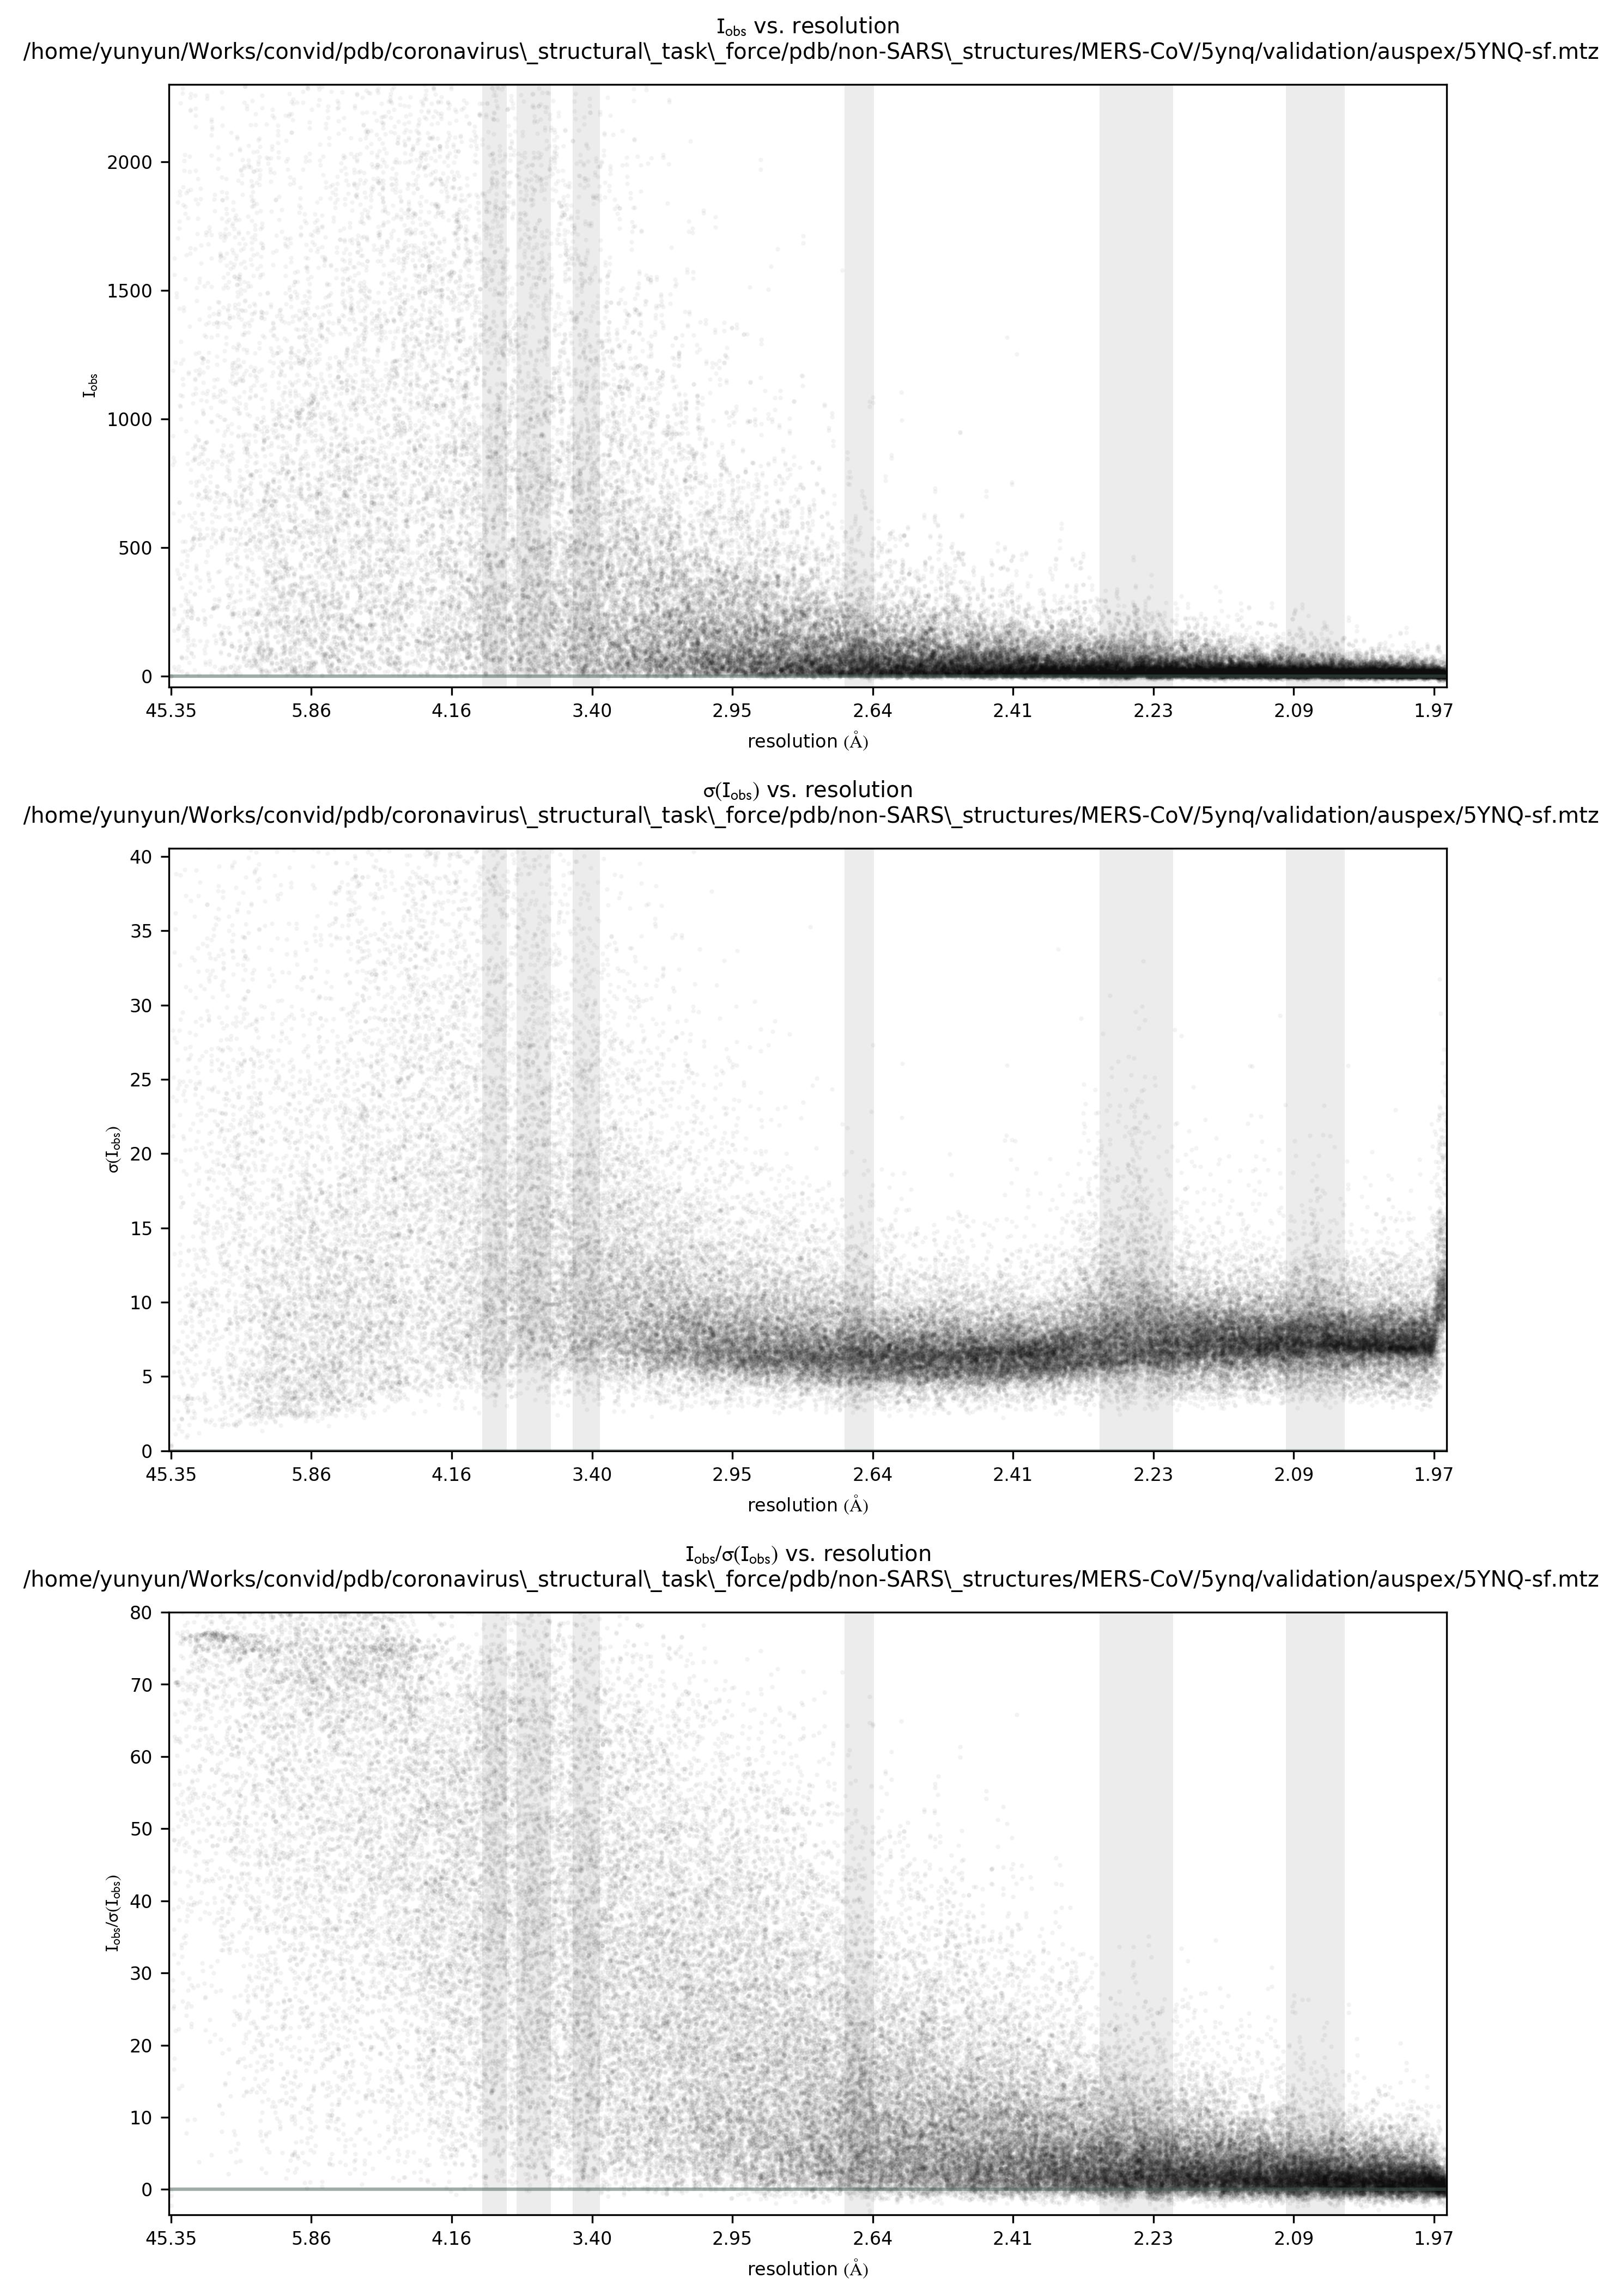 Iobs vs. resolution
/home/yunyun/Works/convid/pdb/coronavirus\_structural\_task\_force/pdb/non-SARS\_structures/MERS-CoV/5ynq/validation/auspex/5YNQ-sf.mtz
2000
1500
1000
500
0
Iobs
45.35 5.86 4.16 3.40 2.95 2.64 2.41 2.23 2.09 1.97
resolution (Å)
σ(Iobs) vs. resolution
/home/yunyun/Works/convid/pdb/coronavirus\_structural\_task\_force/pdb/non-SARS\_structures/MERS-CoV/5ynq/validation/auspex/5YNQ-sf.mtz
40
35
30
25
20
15
10
5
0
σ(Iobs)
45.35 5.86 4.16 3.40 2.95 2.64 2.41 2.23 2.09 1.97
resolution (Å)
Iobs/σ(Iobs) vs. resolution
/home/yunyun/Works/convid/pdb/coronavirus\_structural\_task\_force/pdb/non-SARS\_structures/MERS-CoV/5ynq/validation/auspex/5YNQ-sf.mtz
80
70
60
50
40
30
20
10
0
Iobs/σ(Iobs)
45.35 5.86 4.16 3.40 2.95 2.64 2.41 2.23 2.09 1.97
resolution (Å)